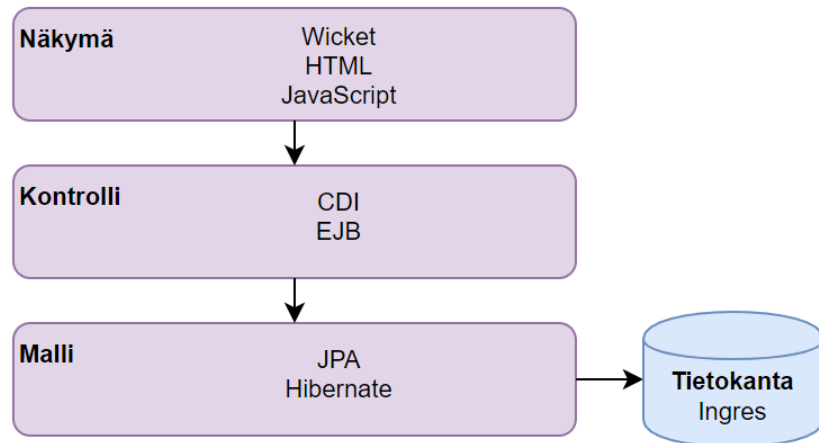 Näkymä
Wicket
HTML
JavaScript
Kontrolli
CDI
EJB
Malli
JPA
Hibernate
Tietokanta
Ingres